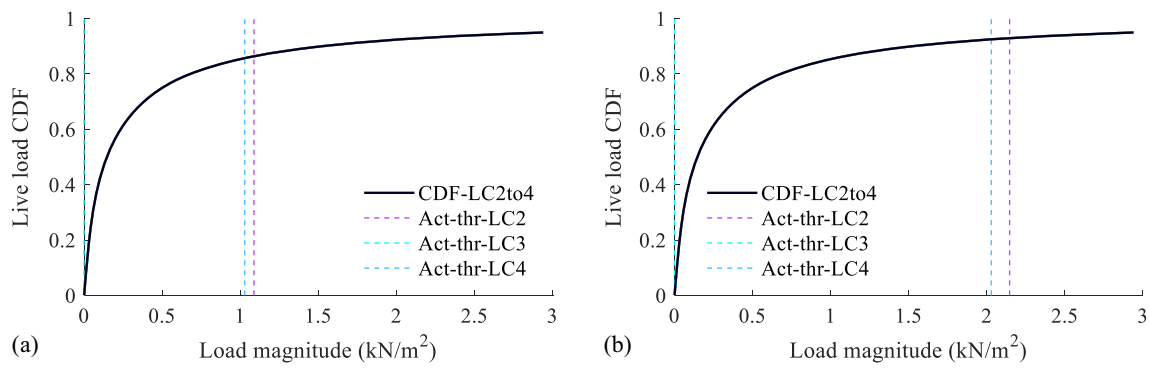 1
0.8
0.6
0.4
0.2
0
Live load CDF
CDF-LC2to4
Act-thr-LC2
Act-thr-LC3
Act-thr-LC4
0 0.5 1 1.5 2 2.5 3
(a) Load magnitude (kN/m²)
1
0.8
0.6
0.4
0.2
0
Live load CDF
CDF-LC2to4
Act-thr-LC2
Act-thr-LC3
Act-thr-LC4
0 0.5 1 1.5 2 2.5 3
(b) Load magnitude (kN/m²)